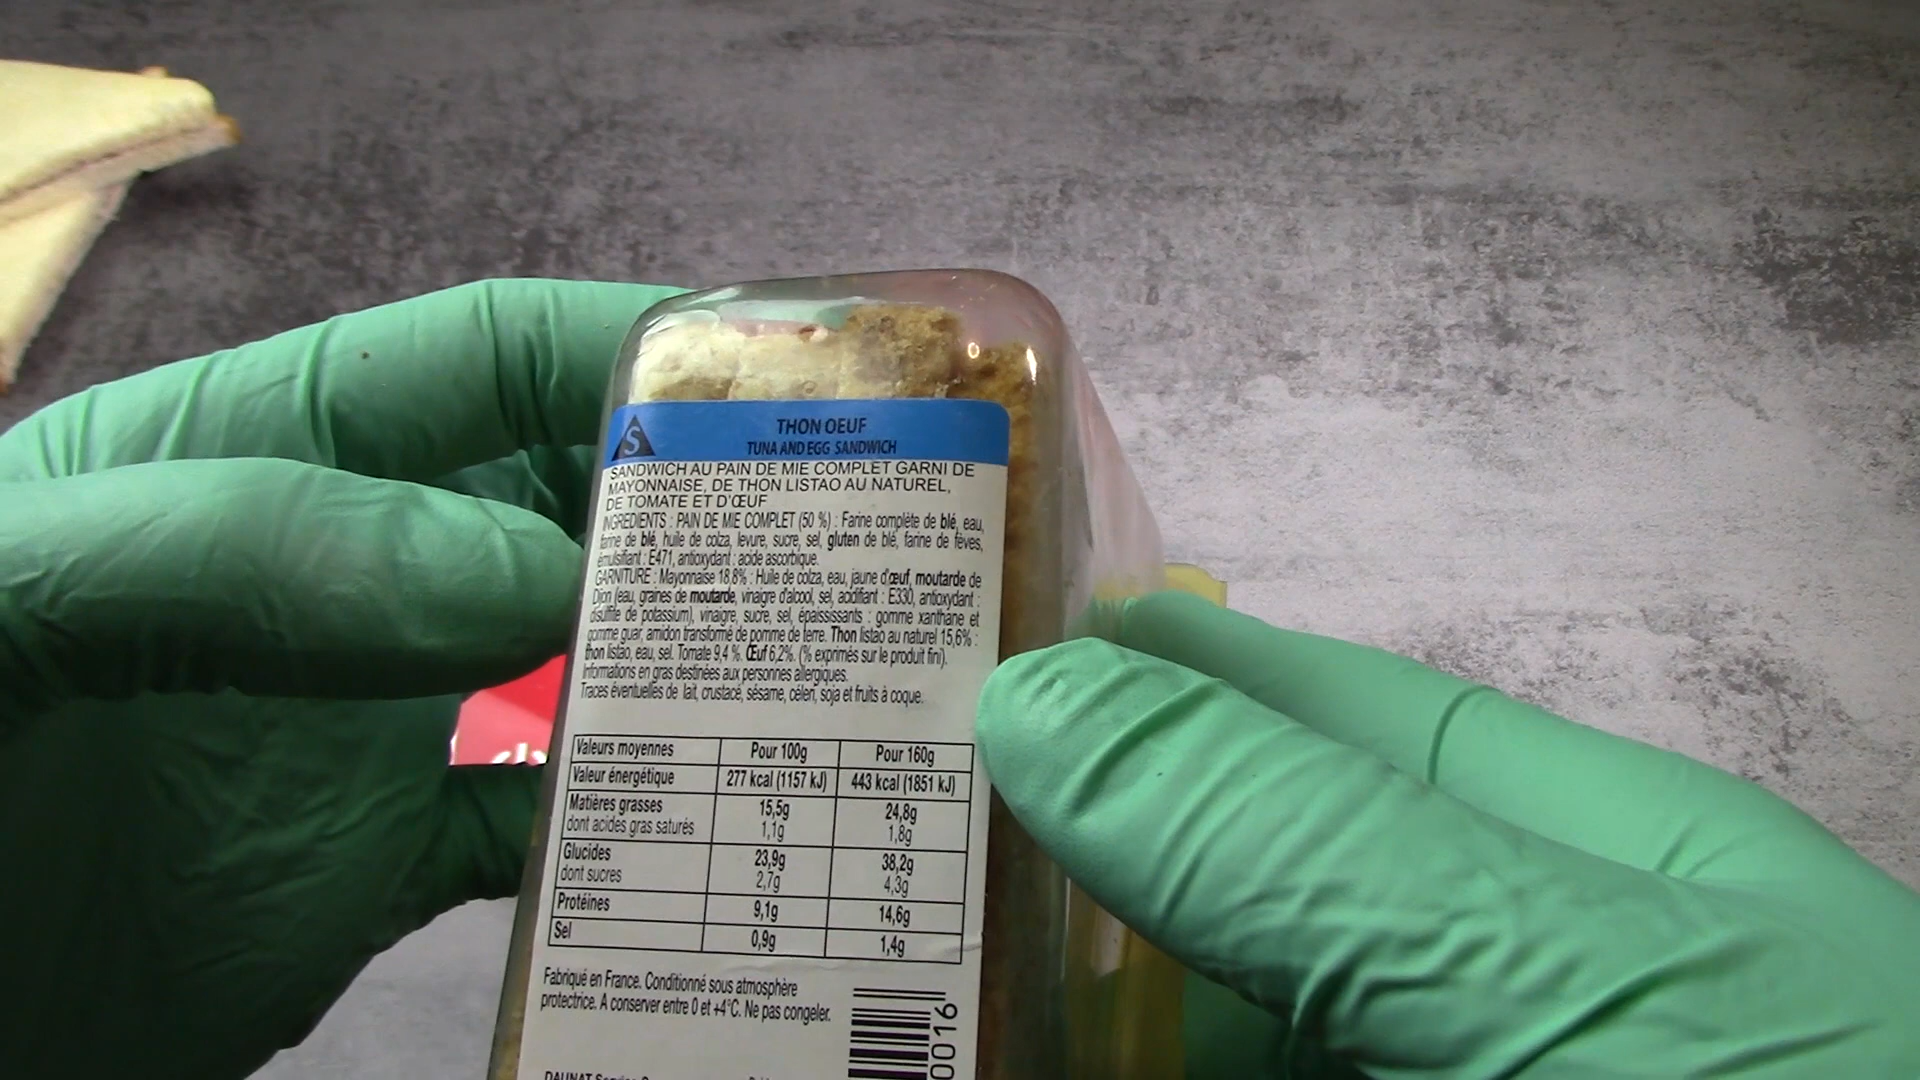 S
THON OEUF
TUNA AND EGG SANDWICH
SANDWICH AU PAIN DE MIE COMPLET GARNI DE
MAYONNAISE, DE THON LISTAO AU NATUREL,
DE TOMATE ET D'ŒUF
INGREDIENTS : PAIN DE MIE COMPLET (50 %) : Farine complète de blé, eau,
farine de blé, huile de colza, levure, sucre, sel, gluten de blé, farine de fèves,
émulsifiant : E471, antioxydant : acide ascorbique.
GARNITURE : Mayonnaise 18,8% : Huile de colza, eau, jaune d'œuf, moutarde de
Dijon (eau, graines de moutarde, vinaigre d'alcool, sel, acidifiant : E330, antioxydant :
disulfite de potassium), vinaigre, sucre, sel, épaississants : gomme xanthane et
gomme guar, amidon transformé de pomme de terre. Thon listao au naturel 15,6% :
thon listao, eau, sel. Tomate 9,4 %. Œuf 6,2%. (% exprimés sur le produit fini).
Informations en gras destinées aux personnes allergiques.
Traces éventuelles de lait, crustacé, sésame, céleri, soja et fruits à coque.
Valeurs moyennes Pour 100g Pour 160g
Valeur énergétique 277 kcal (1157 kJ) 443 kcal (1851 kJ)
Matières grasses 15,5g 24,8g
dont acides gras saturés 1,1g 1,8g
Glucides 23,9g 38,2g
dont sucres 2,7g 4,3g
Protéines 9,1g 14,6g
Sel 0,9g 1,4g
Fabriqué en France. Conditionné sous atmosphère
protectrice. A conserver entre 0 et +4°C. Ne pas congeler.
00016
DAUNAT